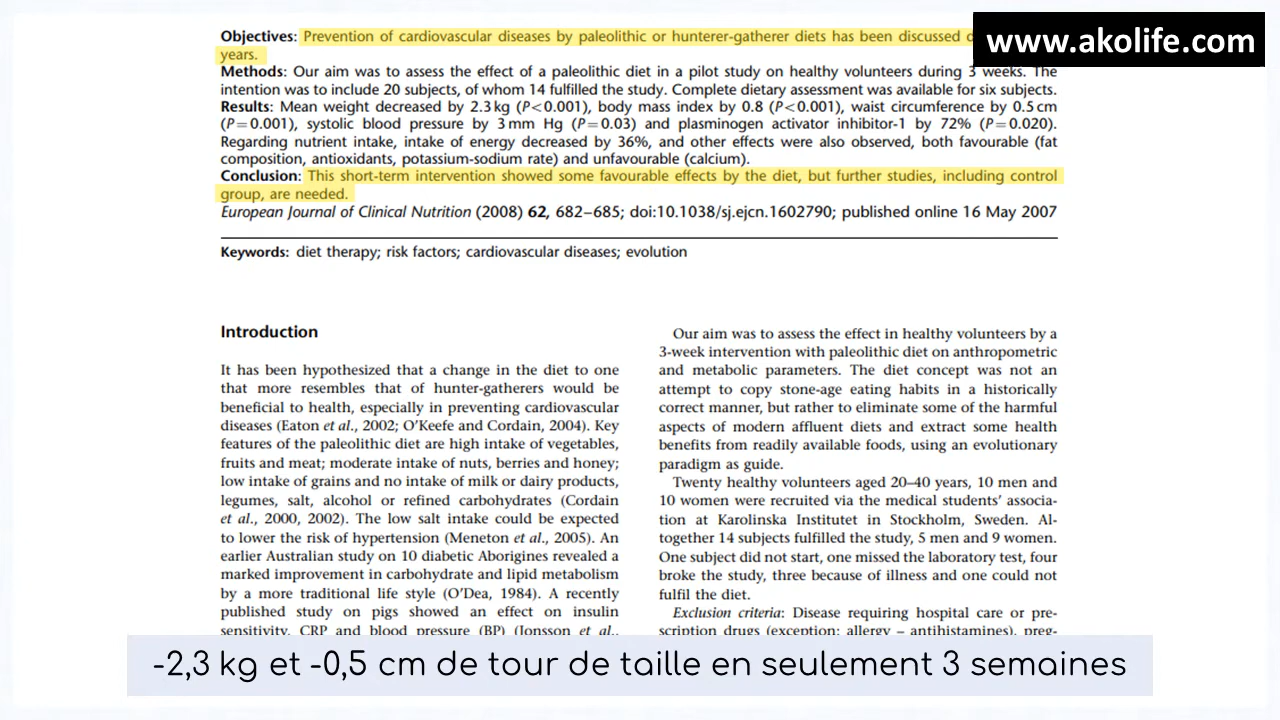 www.akolife.com
Objectives: Prevention of cardiovascular diseases by paleolithic or hunterer-gatherer diets has been discussed
years.
Methods: Our aim was to assess the effect of a paleolithic diet in a pilot study on healthy volunteers during 3 weeks. The
intention was to include 20 subjects, of whom 14 fulfilled the study. Complete dietary assessment was available for six subjects.
Results: Mean weight decreased by 2.3 kg (P<0.001), body mass index by 0.8 (P<0.001), waist circumference by 0.5 cm
(P=0.001), systolic blood pressure by 3 mm Hg (P=0.03) and plasminogen activator inhibitor-1 by 72% (P=0.020).
Regarding nutrient intake, intake of energy decreased by 36%, and other effects were also observed, both favourable (fat
composition, antioxidants, potassium-sodium rate) and unfavourable (calcium).
Conclusion: This short-term intervention showed some favourable effects by the diet, but further studies, including control
group, are needed.
European Journal of Clinical Nutrition (2008) 62, 682–685; doi:10.1038/sj.ejcn.1602790; published online 16 May 2007
Keywords: diet therapy; risk factors; cardiovascular diseases; evolution
Introduction
It has been hypothesized that a change in the diet to one
that more resembles that of hunter-gatherers would be
beneficial to health, especially in preventing cardiovascular
diseases (Eaton et al., 2002; O'Keefe and Cordain, 2004). Key
features of the paleolithic diet are high intake of vegetables,
fruits and meat; moderate intake of nuts, berries and honey;
low intake of grains and no intake of milk or dairy products,
legumes, salt, alcohol or refined carbohydrates (Cordain
et al., 2000, 2002). The low salt intake could be expected
to lower the risk of hypertension (Meneton et al., 2005). An
earlier Australian study on 10 diabetic Aborigines revealed a
marked improvement in carbohydrate and lipid metabolism
by a more traditional life style (O'Dea, 1984). A recently
published study on pigs showed an effect on insulin
sensitivity, CRP and blood pressure (BP) (Jonsson et al.,
Our aim was to assess the effect in healthy volunteers by a
3-week intervention with paleolithic diet on anthropometric
and metabolic parameters. The diet concept was not an
attempt to copy stone-age eating habits in a historically
correct manner, but rather to eliminate some of the harmful
aspects of modern affluent diets and extract some health
benefits from readily available foods, using an evolutionary
paradigm as guide.
Twenty healthy volunteers aged 20–40 years, 10 men and
10 women were recruited via the medical students' associa-
tion at Karolinska Institutet in Stockholm, Sweden. Al-
together 14 subjects fulfilled the study, 5 men and 9 women.
One subject did not start, one missed the laboratory test, four
broke the study, three because of illness and one could not
fulfil the diet.
Exclusion criteria: Disease requiring hospital care or pre-
scription drugs (exception: allergy – antihistamines), preg-
-2,3 kg et -0,5 cm de tour de taille en seulement 3 semaines